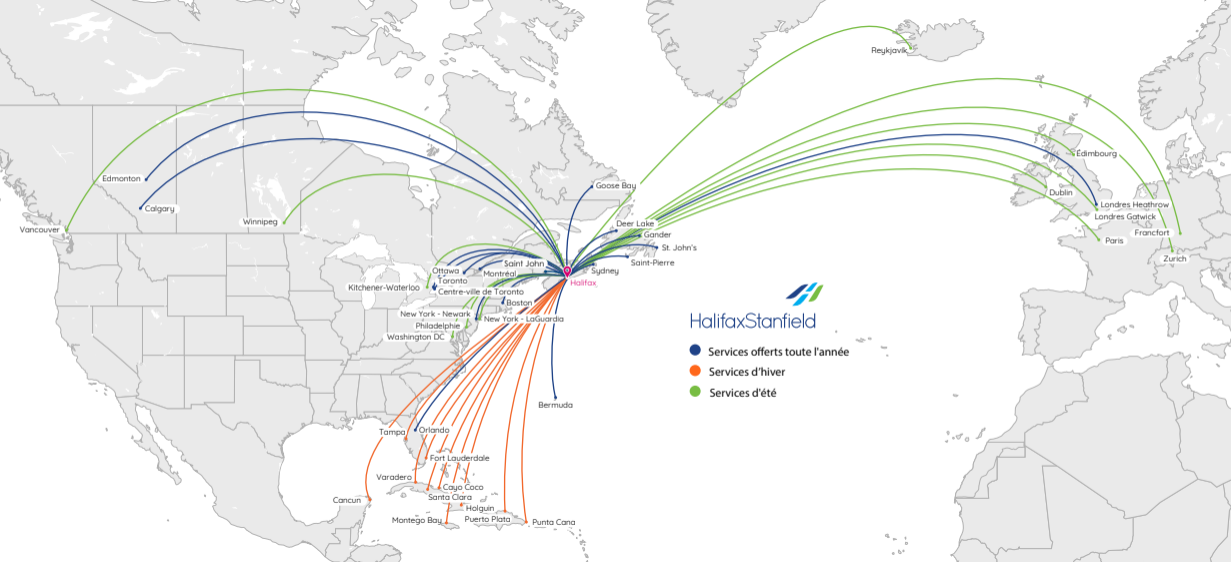 Reykjavik
Édimbourg
Edmonton
Goose Bay
Dublin
Calgary
Londres Heathrow
Winnipeg
Londres Gatwick
Vancouver
Deer Lake
Gander
Francfort
Paris
St. John's
Zurich
Saint John
Saint-Pierre
Ottawa
Montréal
Sydney
Toronto
Halifax
Kitchener-Waterloo
Centre-ville de Toronto
Boston
New York - Newark
New York - LaGuardia
Philadelphie
Washington DC
HalifaxStanfield
Services offerts toute l'année
Services d'hiver
Services d'été
Bermuda
Tampa
Orlando
Fort Lauderdale
Varadero
Cayo Coco
Santa Clara
Cancun
Holguin
Montego Bay
Puerto Plata
Punta Cana